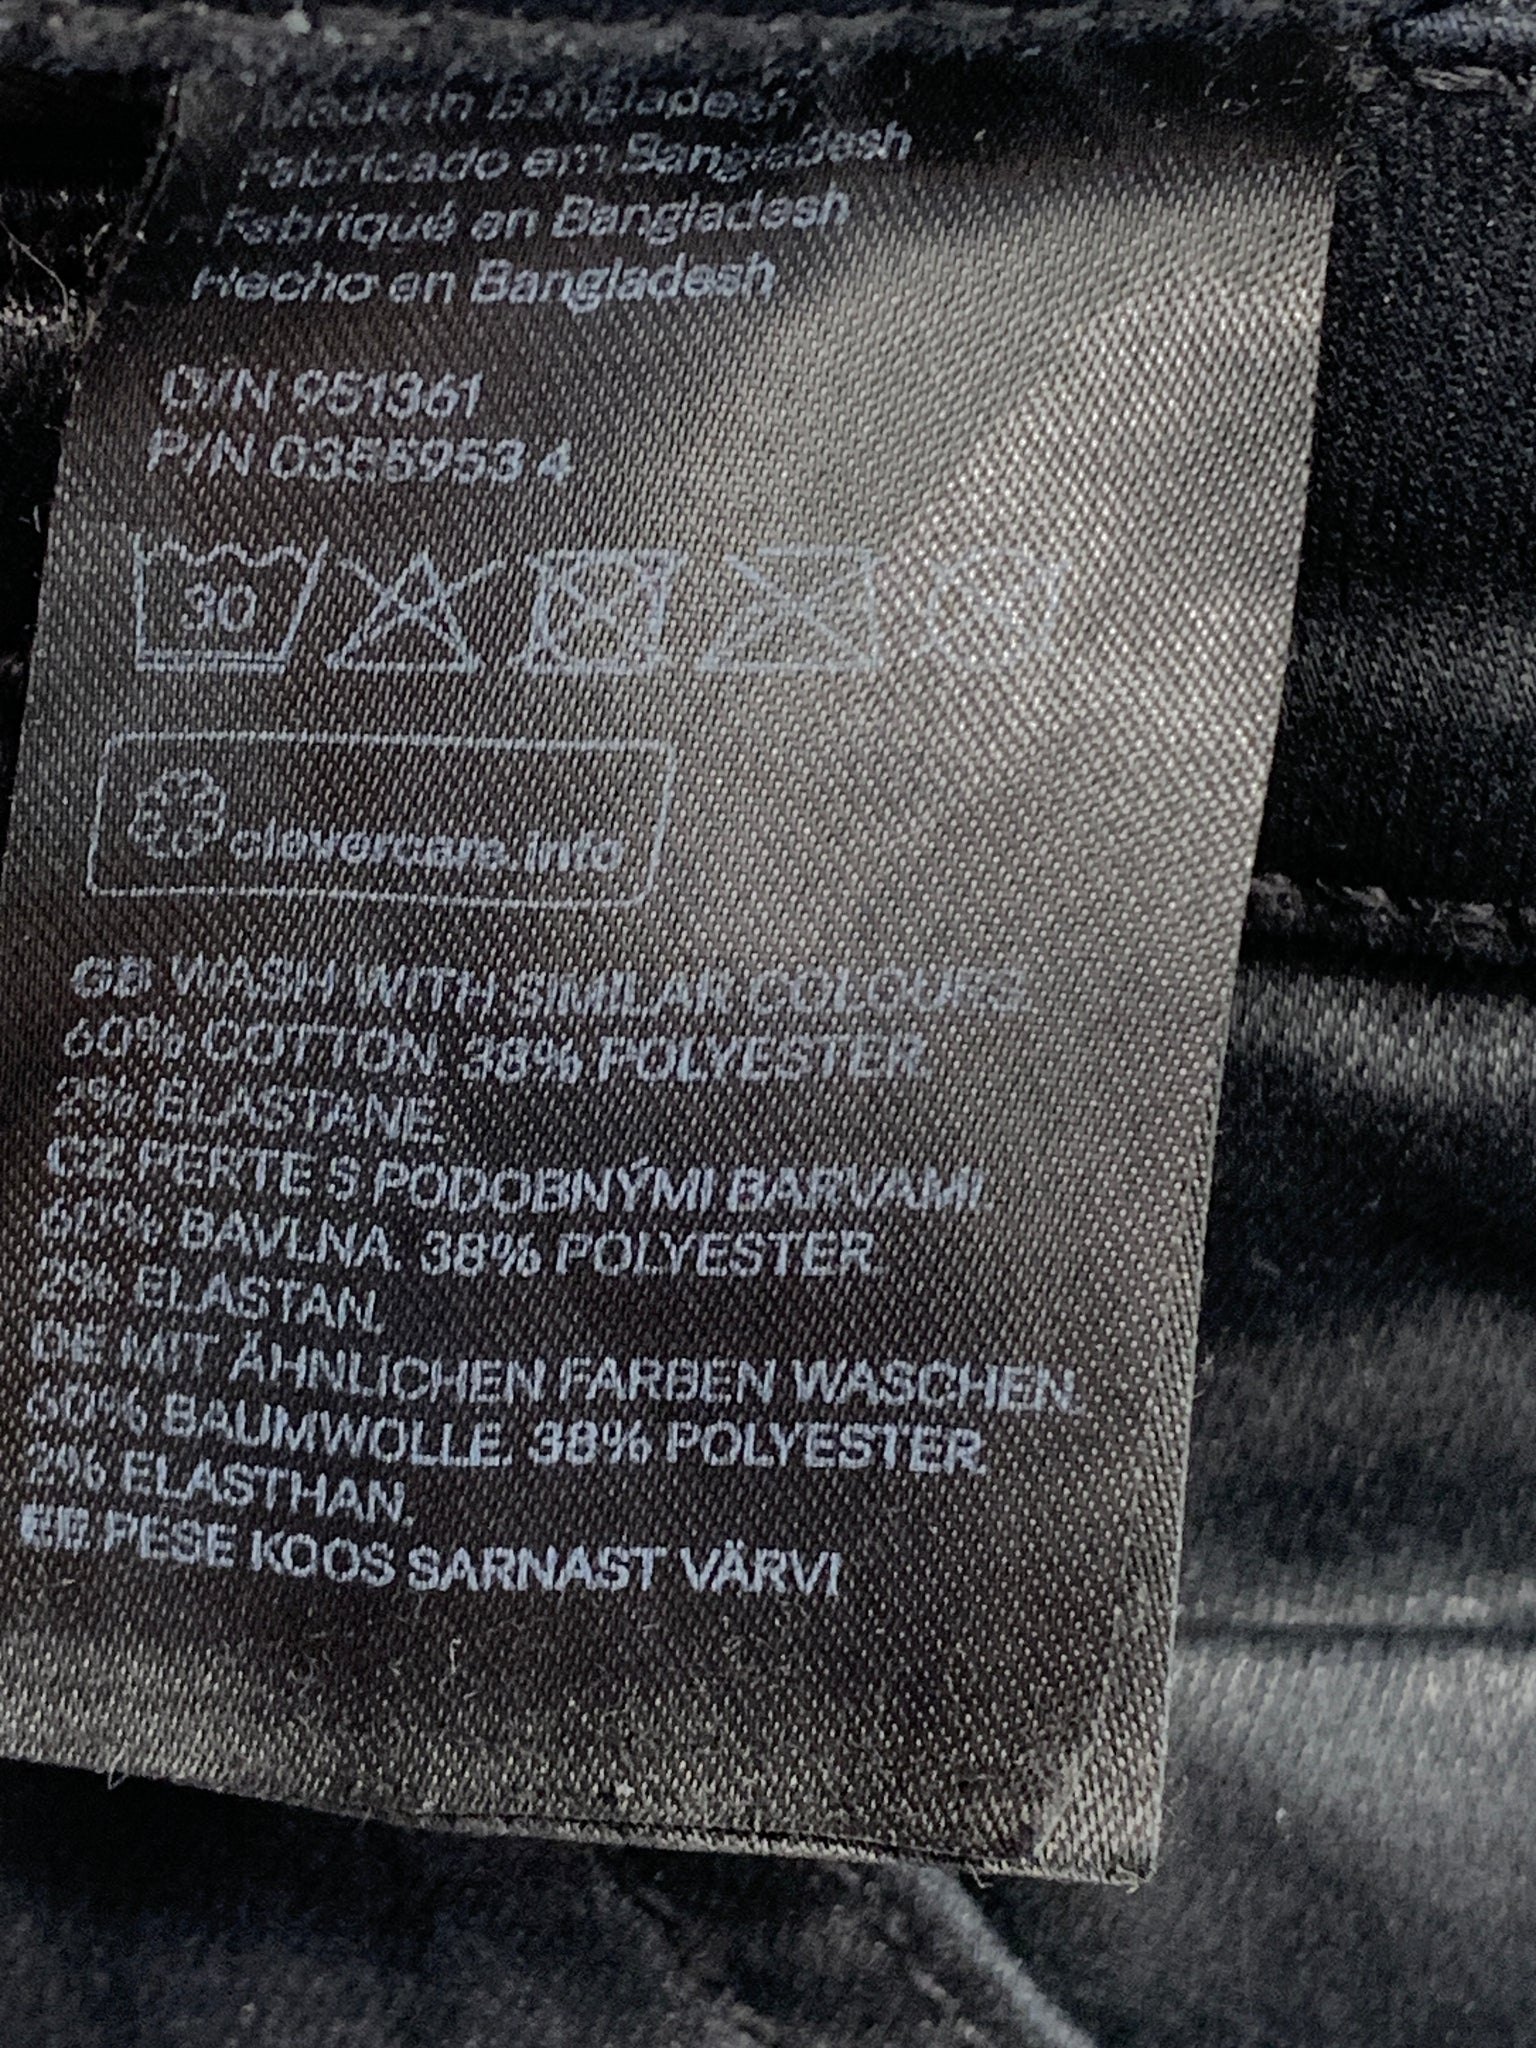 Made in Bangladesh
Fabricado em Bangladesh
Fabriqué en Bangladesh
Hecho en Bangladesh
O/N 951361
P/N 0355953 4
30
clevercare.info
GB WASH WITH SIMILAR COLOURS.
60% COTTON. 38% POLYESTER.
2% ELASTANE.
CZ PERTE S PODOBNÝMI BARVAMI.
60% BAVLNA. 38% POLYESTER.
2% ELASTAN.
DE MIT ÄHNLICHEN FARBEN WASCHEN.
60% BAUMWOLLE. 38% POLYESTER.
2% ELASTHAN.
EE PESE KOOS SARNAST VÄRVI